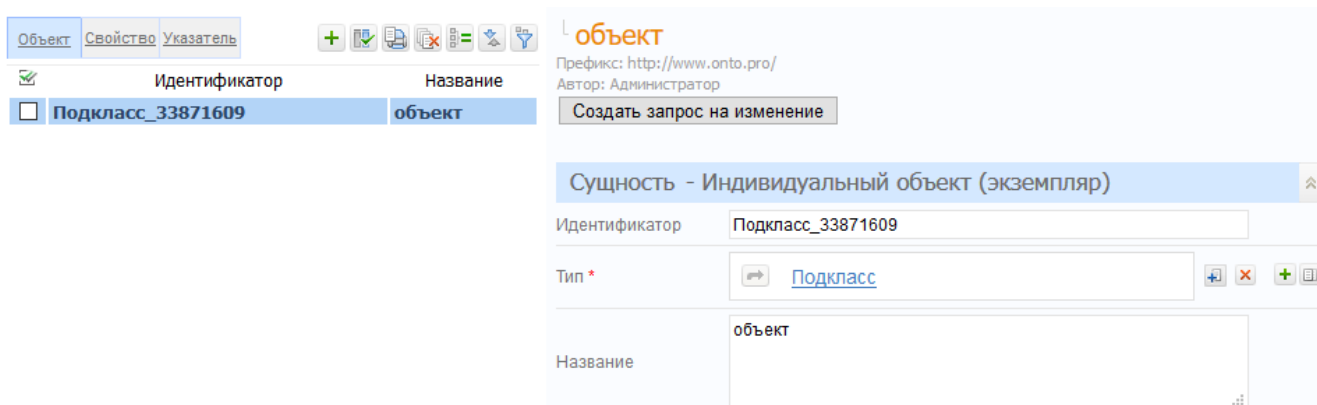 Объект Свойство Указатель
Идентификатор Название
Подкласс_33871609 объект
объект
Префикс: http://www.onto.pro/
Автор: Администратор
Создать запрос на изменение
Сущность - Индивидуальный объект (экземпляр)
Идентификатор Подкласс_33871609
Тип * Подкласс
Название объект